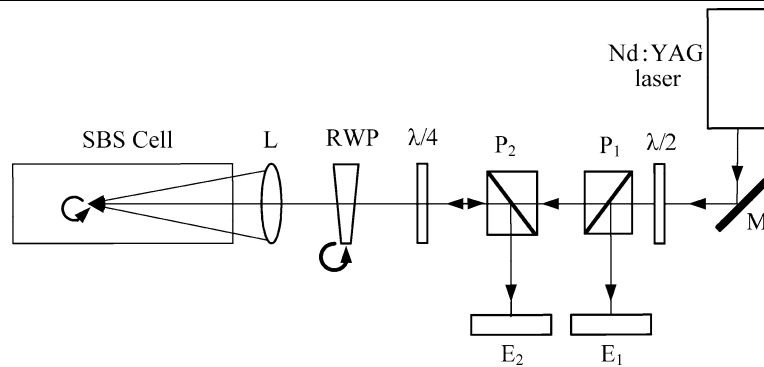 Nd:YAG
laser
SBS Cell
L
RWP
λ/4
P₂
P₁
λ/2
M
E₂
E₁